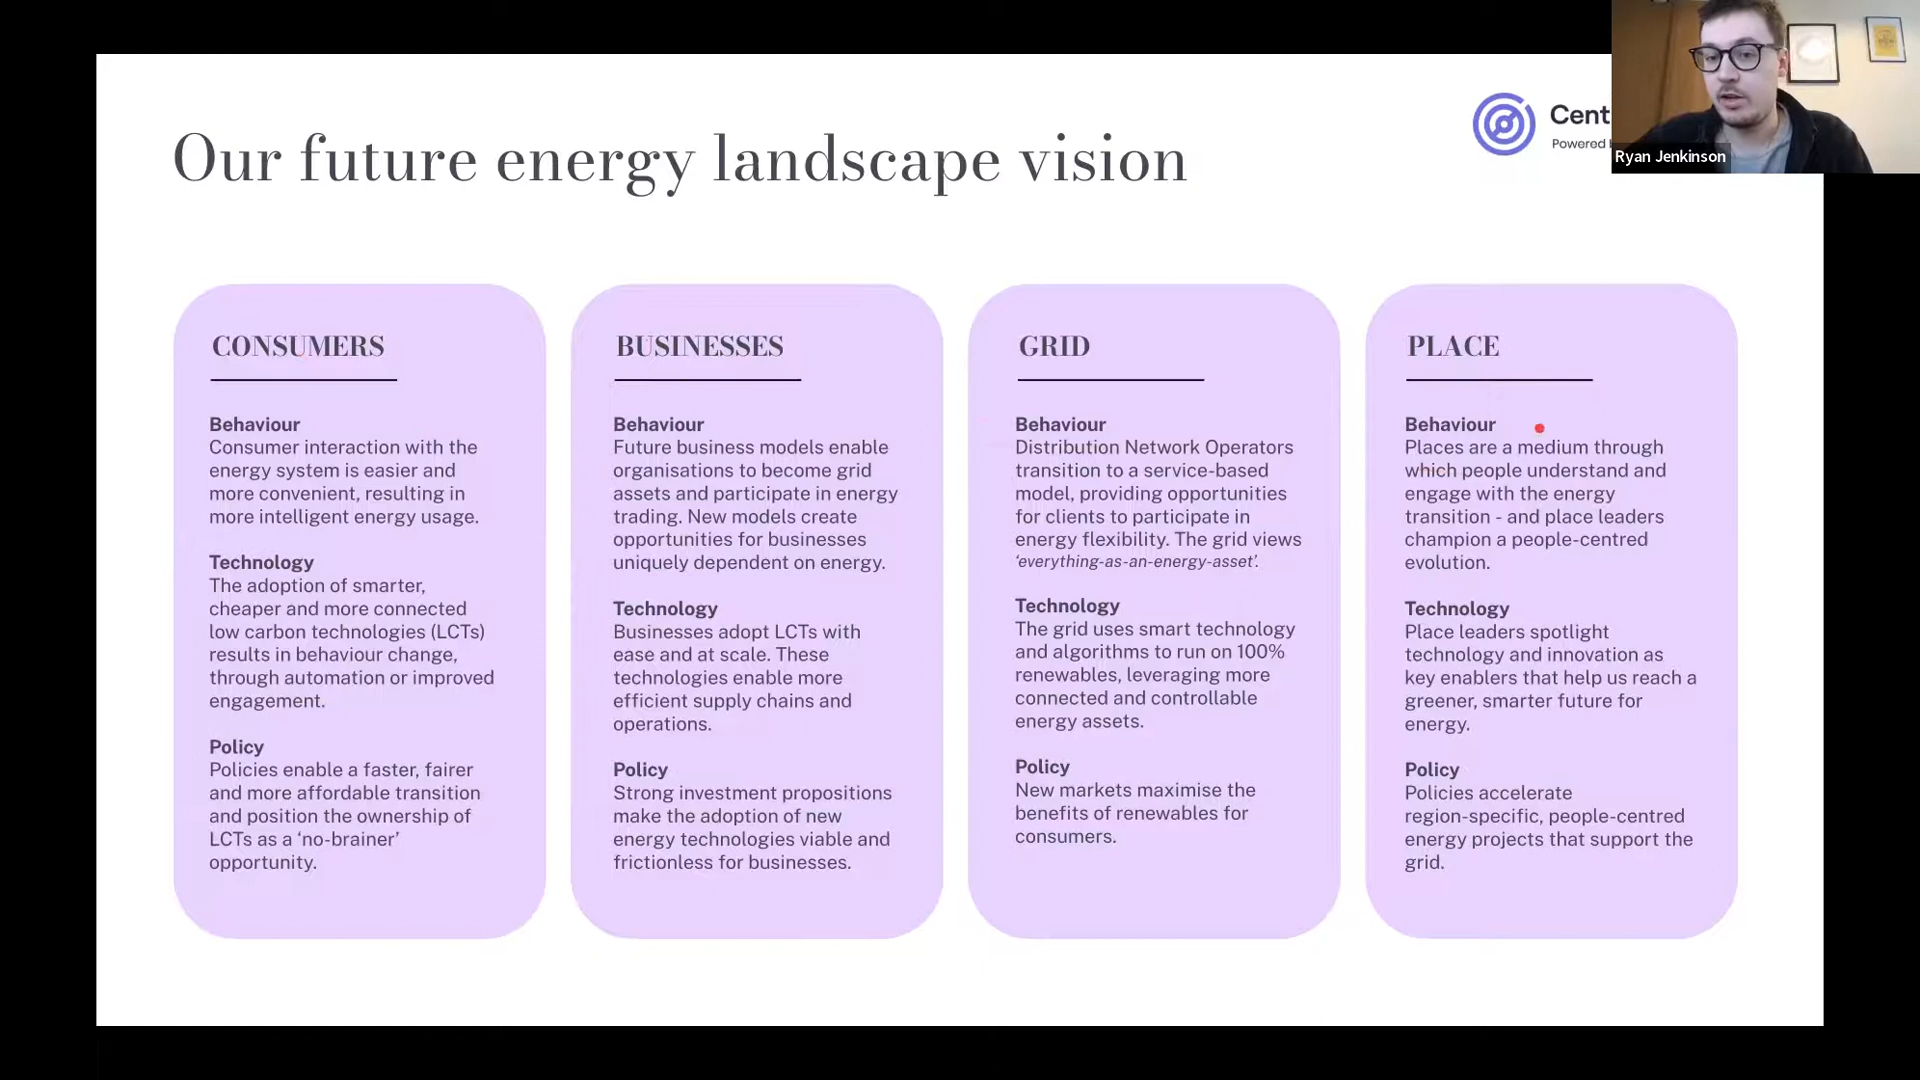 Our future energy landscape vision
Cent
Powered
Ryan Jenkinson
CONSUMERS
Behaviour
Consumer interaction with the
energy system is easier and
more convenient, resulting in
more intelligent energy usage.
Technology
The adoption of smarter,
cheaper and more connected
low carbon technologies (LCTs)
results in behaviour change,
through automation or improved
engagement.
Policy
Policies enable a faster, fairer
and more affordable transition
and position the ownership of
LCTs as a ‘no-brainer’
opportunity.
BUSINESSES
Behaviour
Future business models enable
organisations to become grid
assets and participate in energy
trading. New models create
opportunities for businesses
uniquely dependent on energy.
Technology
Businesses adopt LCTs with
ease and at scale. These
technologies enable more
efficient supply chains and
operations.
Policy
Strong investment propositions
make the adoption of new
energy technologies viable and
frictionless for businesses.
GRID
Behaviour
Distribution Network Operators
transition to a service-based
model, providing opportunities
for clients to participate in
energy flexibility. The grid views
‘everything-as-an-energy-asset’.
Technology
The grid uses smart technology
and algorithms to run on 100%
renewables, leveraging more
connected and controllable
energy assets.
Policy
New markets maximise the
benefits of renewables for
consumers.
PLACE
Behaviour
Places are a medium through
which people understand and
engage with the energy
transition - and place leaders
champion a people-centred
evolution.
Technology
Place leaders spotlight
technology and innovation as
key enablers that help us reach a
greener, smarter future for
energy.
Policy
Policies accelerate
region-specific, people-centred
energy projects that support the
grid.